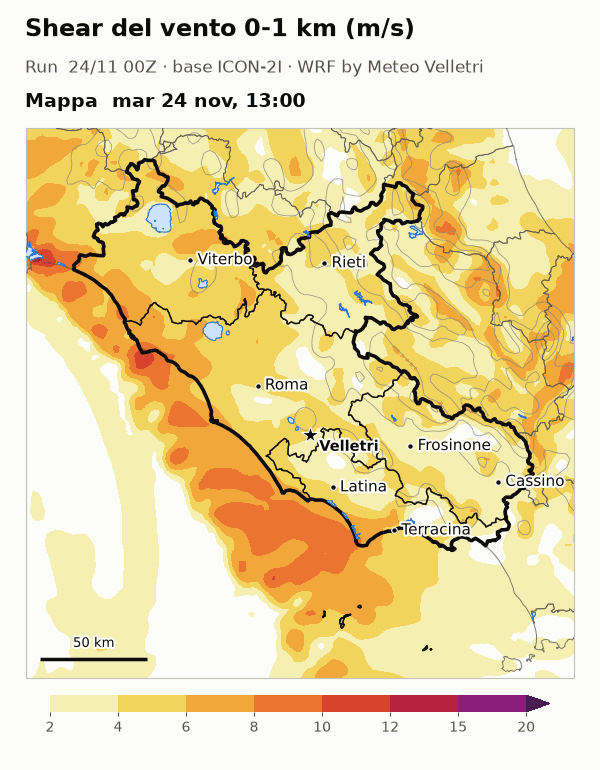 Shear del vento 0-1 km (m/s)
Run  24/11 00Z · base ICON-2I · WRF by Meteo Velletri
Mappa  mar 24 nov, 13:00
Viterbo
Rieti
Roma
Velletri
Frosinone
Cassino
Latina
Terracina
50 km
2 4 6 8 10 12 15 20